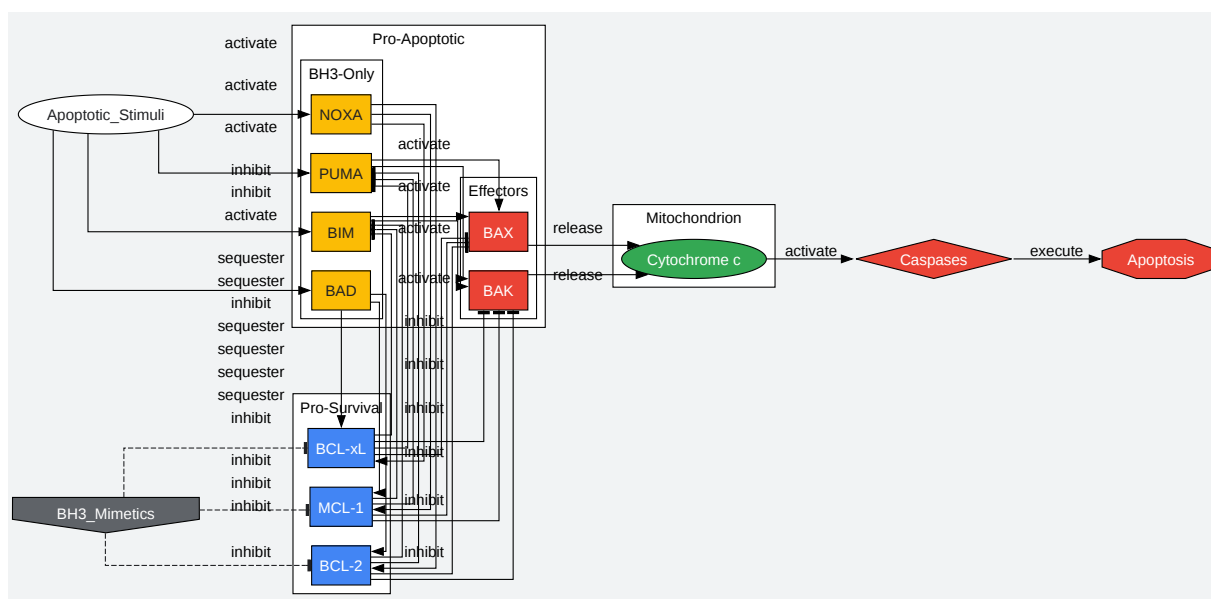 Pro-Apoptotic
activate
BH3-Only
activate
Apoptotic_Stimuli
NOXA
activate
activate
inhibit
PUMA
activate
inhibit
Effectors
activate
BIM
activate
BAX
release
Mitochondrion
Cytochrome c
activate
Caspases
execute
Apoptosis
sequester
sequester
BAD
activate
BAK
release
inhibit
sequester
inhibit
sequester
inhibit
sequester
sequester
Pro-Survival
inhibit
inhibit
BCL-xL
inhibit
inhibit
inhibit
inhibit
MCL-1
inhibit
BH3_Mimetics
inhibit
BCL-2
inhibit